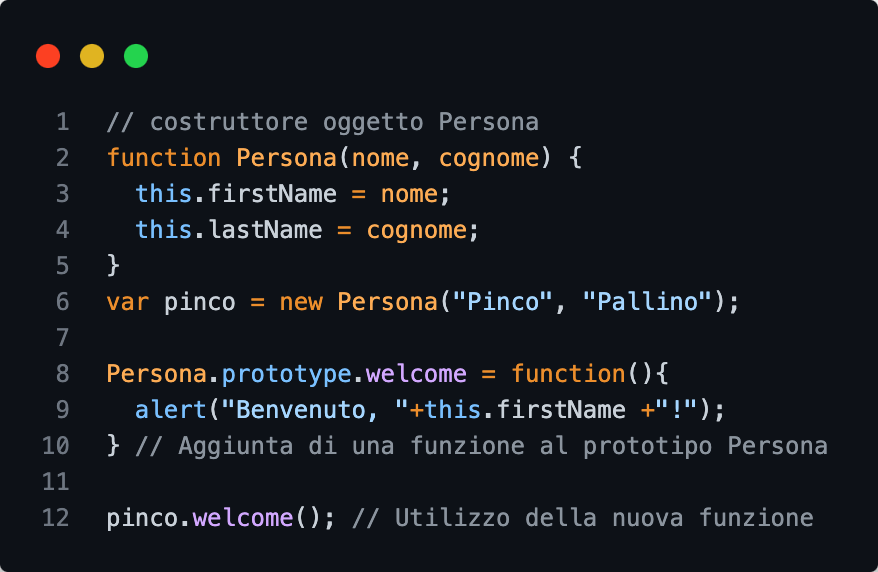 1 // costruttore oggetto Persona
2 function Persona(nome, cognome) {
3   this.firstName = nome;
4   this.lastName = cognome;
5 }
6 var pinco = new Persona("Pinco", "Pallino");
7
8 Persona.prototype.welcome = function(){
9   alert("Benvenuto, "+this.firstName +"!");
10 } // Aggiunta di una funzione al prototipo Persona
11
12 pinco.welcome(); // Utilizzo della nuova funzione